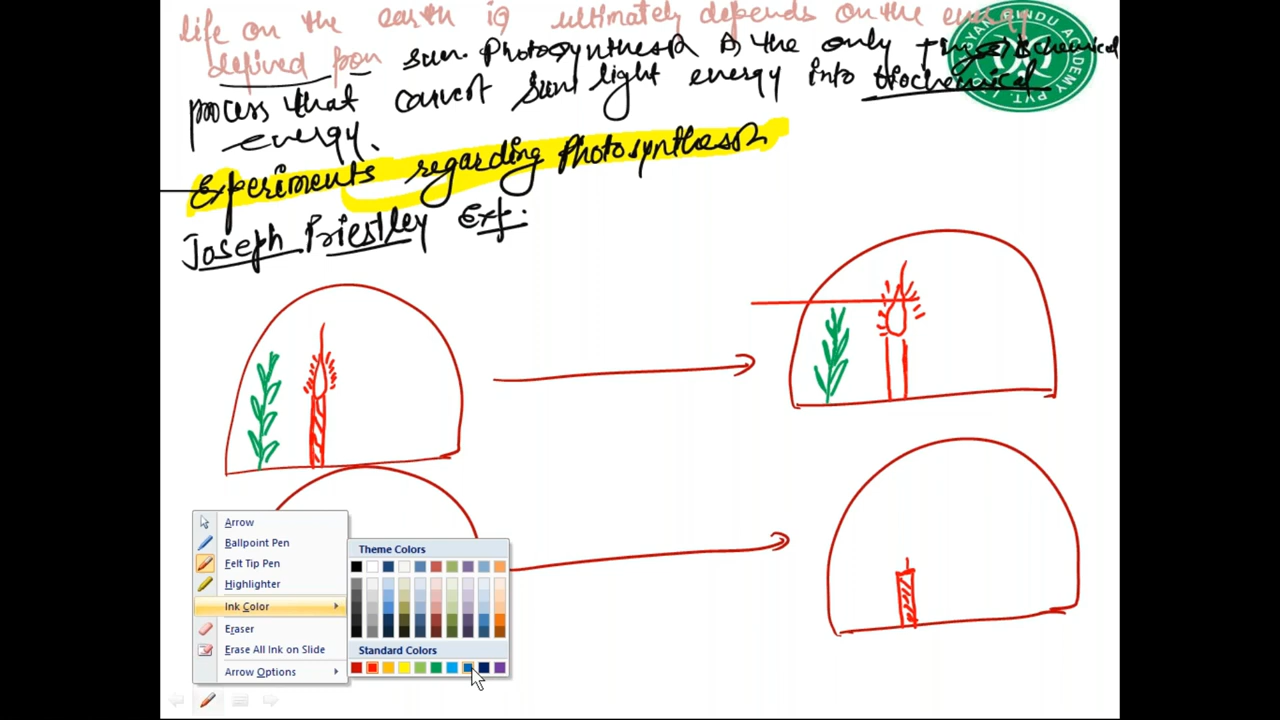 life on the earth is ultimately depends on the energy
defined from sun. Photosynthesis is the only
process that convert sun light energy into biochemical
energy.
Experiments regarding Photosynthesis
Joseph Priestley Exp.
Arrow
Ballpoint Pen
Felt Tip Pen
Highlighter
Ink Color
Eraser
Erase All Ink on Slide
Arrow Options
Theme Colors
Standard Colors